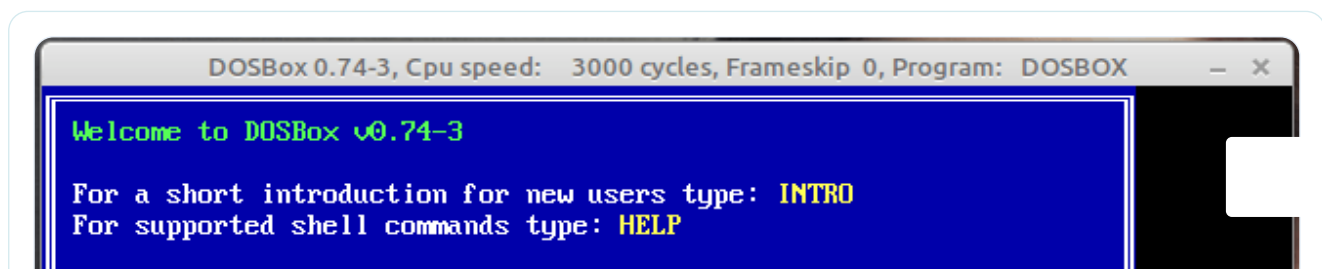 DOSBox 0.74-3, Cpu speed: 3000 cycles, Frameskip 0, Program: DOSBOX
Welcome to DOSBox v0.74-3
For a short introduction for new users type: INTRO
For supported shell commands type: HELP